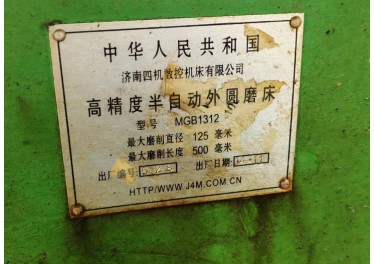 中华人民共和国
济南四机数控机床有限公司
高精度半自动外圆磨床
型号 MGB1312
最大磨削直径 125 毫米
最大磨削长度 500 毫米
出厂编号 出厂日期
HTTP/WWW.J4M.COM.CN